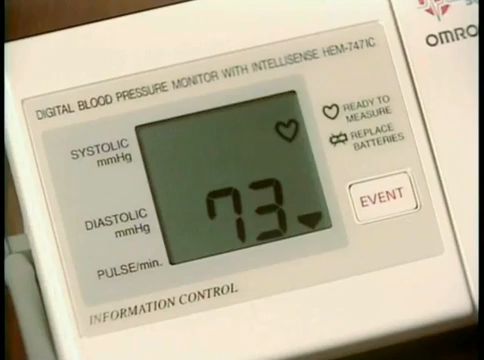 OMRO
DIGITAL BLOOD PRESSURE MONITOR WITH INTELLISENSE HEM-747IC
SYSTOLIC
mmHg
READY TO
MEASURE
REPLACE
BATTERIES
73
EVENT
DIASTOLIC
mmHg
PULSE/min.
INFORMATION CONTROL